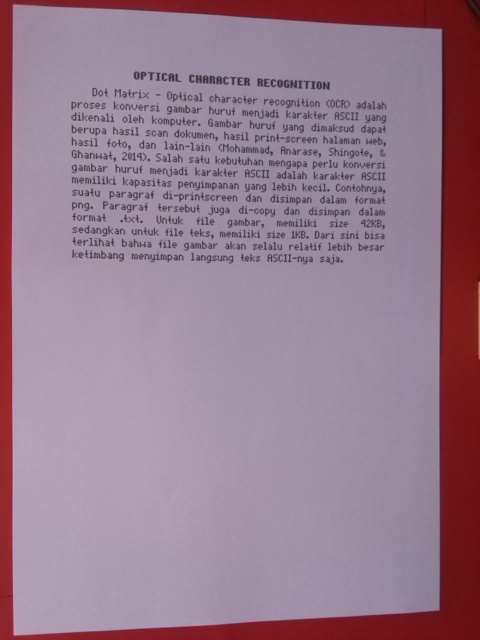 OPTICAL CHARACTER RECOGNITION
Dot Matrix - Optical character recognition (OCR) adalah
proses konversi gambar huruf menjadi karakter ASCII yang
dikenali oleh komputer. Gambar huruf yang dimaksud dapat
berupa hasil scan dokumen, hasil print-screen halaman web,
hasil foto, dan lain-lain (Mohammad, Anarase, Shingote, &
Ghanwat, 2014). Salah satu kebutuhan mengapa perlu konversi
gambar huruf menjadi karakter ASCII adalah karakter ASCII
memiliki kapasitas penyimpanan yang lebih kecil. Contohnya,
suatu paragraf di-printscreen dan disimpan dalam format
png. Paragraf tersebut juga di-copy dan disimpan dalam
format .txt. Untuk file gambar, memiliki size 42KB,
sedangkan untuk file teks, memiliki size 1KB. Dari sini bisa
terlihat bahwa file gambar akan selalu relatif lebih besar
ketimbang menyimpan langsung teks ASCII-nya saja.